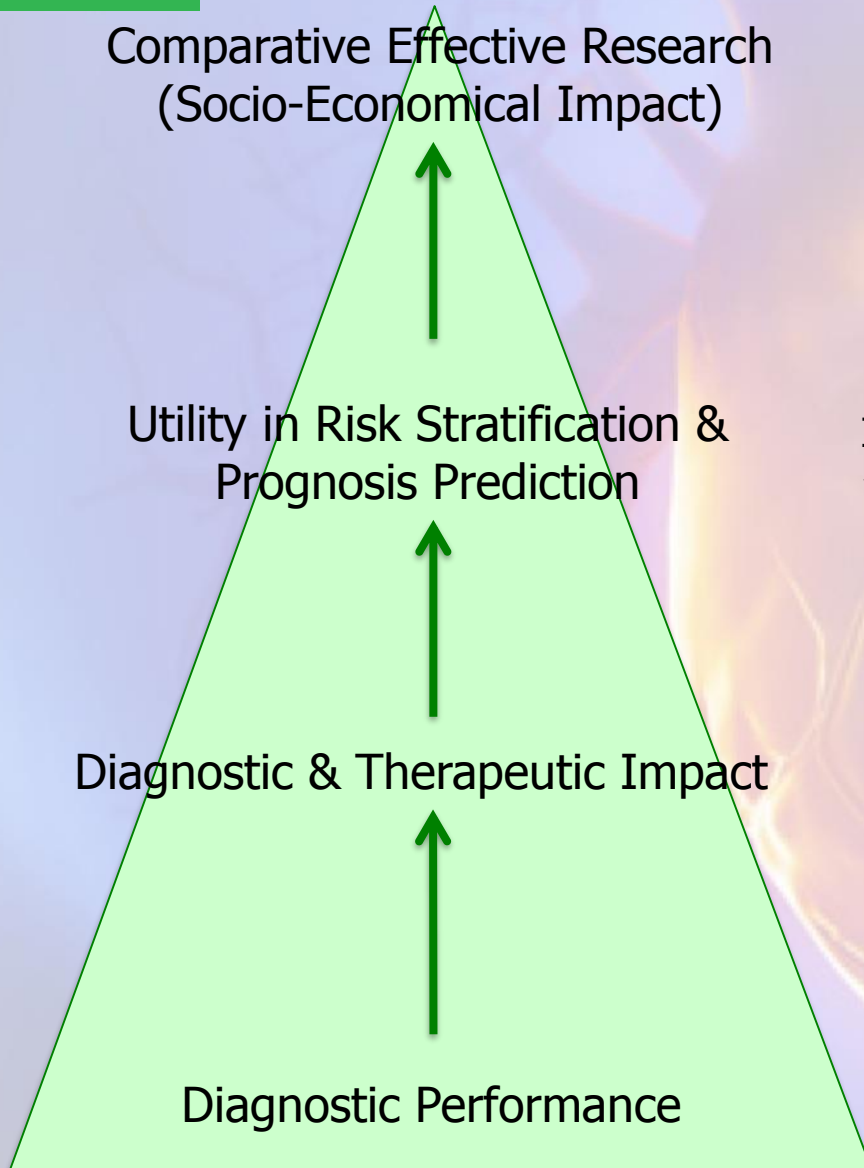 Comparative Effective Research
(Socio-Economical Impact)
Utility in Risk Stratification &
Prognosis Prediction
Diagnostic & Therapeutic Impact
Diagnostic Performance